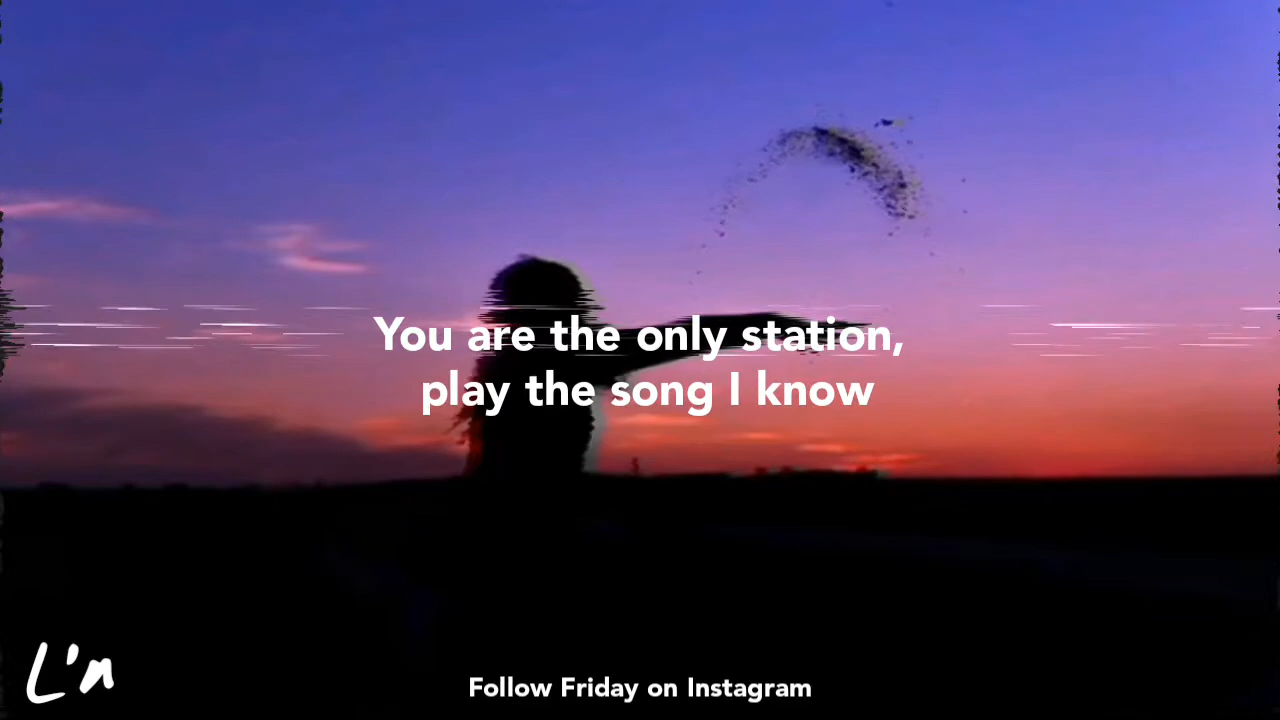 You are the only station,
play the song I know
L'n
Follow Friday on Instagram